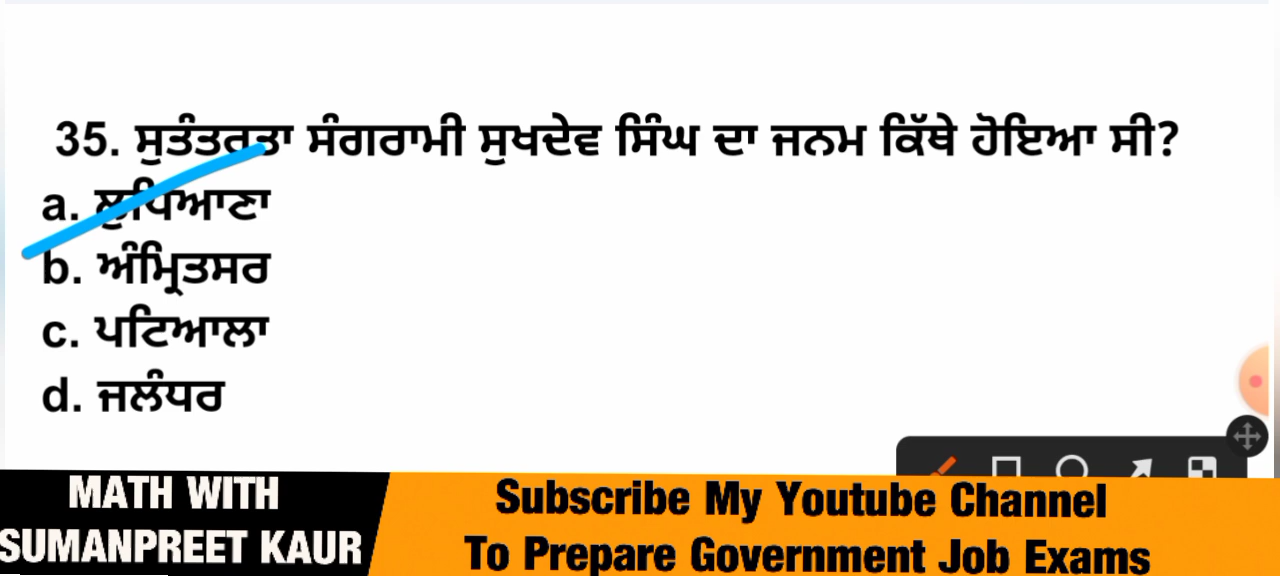 35. ਸੁਤੰਤਰਤਾ ਸੰਗਰਾਮੀ ਸੁਖਦੇਵ ਸਿੰਘ ਦਾ ਜਨਮ ਕਿੱਥੇ ਹੋਇਆ ਸੀ?
a. ਲੁਧਿਆਣਾ
b. ਅੰਮ੍ਰਿਤਸਰ
c. ਪਟਿਆਲਾ
d. ਜਲੰਧਰ
MATH WITH
SUMANPREET KAUR
Subscribe My Youtube Channel
To Prepare Government Job Exams